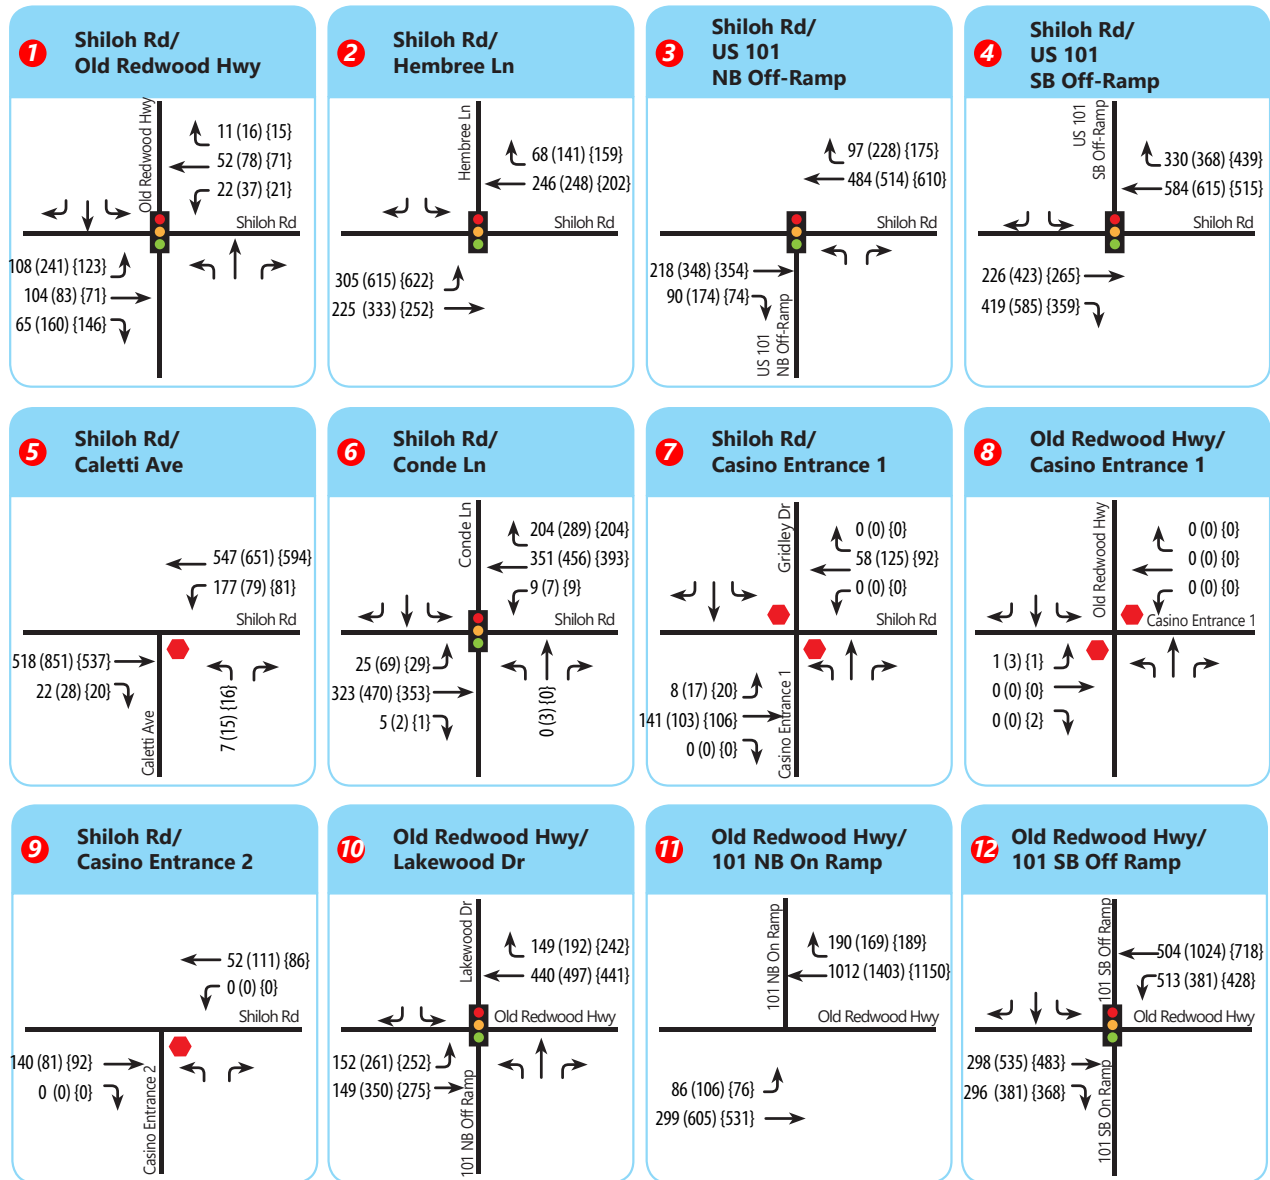 1
Shiloh Rd/
Old Redwood Hwy
Old Redwood Hwy
11 (16) {15}
52 (78) {71}
22 (37) {21}
Shiloh Rd
108 (241) {123}
104 (83) {71}
65 (160) {146}
2
Shiloh Rd/
Hembree Ln
Hembree Ln
68 (141) {159}
246 (248) {202}
Shiloh Rd
305 (615) {622}
225 (333) {252}
3
Shiloh Rd/
US 101
NB Off-Ramp
97 (228) {175}
484 (514) {610}
Shiloh Rd
218 (348) {354}
90 (174) {74}
US 101
NB Off-Ramp
4
Shiloh Rd/
US 101
SB Off-Ramp
US 101
SB Off-Ramp
330 (368) {439}
584 (615) {515}
Shiloh Rd
226 (423) {265}
419 (585) {359}
5
Shiloh Rd/
Caletti Ave
547 (651) {594}
177 (79) {81}
Shiloh Rd
518 (851) {537}
22 (28) {20}
7 (15) {16}
Caletti Ave
6
Shiloh Rd/
Conde Ln
Conde Ln
204 (289) {204}
351 (456) {393}
9 (7) {9}
Shiloh Rd
25 (69) {29}
323 (470) {353}
5 (2) {1}
0 (3) {0}
7
Shiloh Rd/
Casino Entrance 1
Gridley Dr
0 (0) {0}
58 (125) {92}
0 (0) {0}
Shiloh Rd
8 (17) {20}
141 (103) {106}
0 (0) {0}
Casino Entrance 1
8
Old Redwood Hwy/
Casino Entrance 1
Old Redwood Hwy
0 (0) {0}
0 (0) {0}
0 (0) {0}
Casino Entrance 1
1 (3) {1}
0 (0) {0}
0 (0) {2}
9
Shiloh Rd/
Casino Entrance 2
52 (111) {86}
0 (0) {0}
Shiloh Rd
140 (81) {92}
0 (0) {0}
Casino Entrance 2
10
Old Redwood Hwy/
Lakewood Dr
Lakewood Dr
149 (192) {242}
440 (497) {441}
Old Redwood Hwy
152 (261) {252}
149 (350) {275}
101 NB Off Ramp
11
Old Redwood Hwy/
101 NB On Ramp
101 NB On Ramp
190 (169) {189}
1012 (1403) {1150}
Old Redwood Hwy
86 (106) {76}
299 (605) {531}
12
Old Redwood Hwy/
101 SB Off Ramp
101 SB Off Ramp
504 (1024) {718}
513 (381) {428}
Old Redwood Hwy
298 (535) {483}
296 (381) {368}
101 SB On Ramp